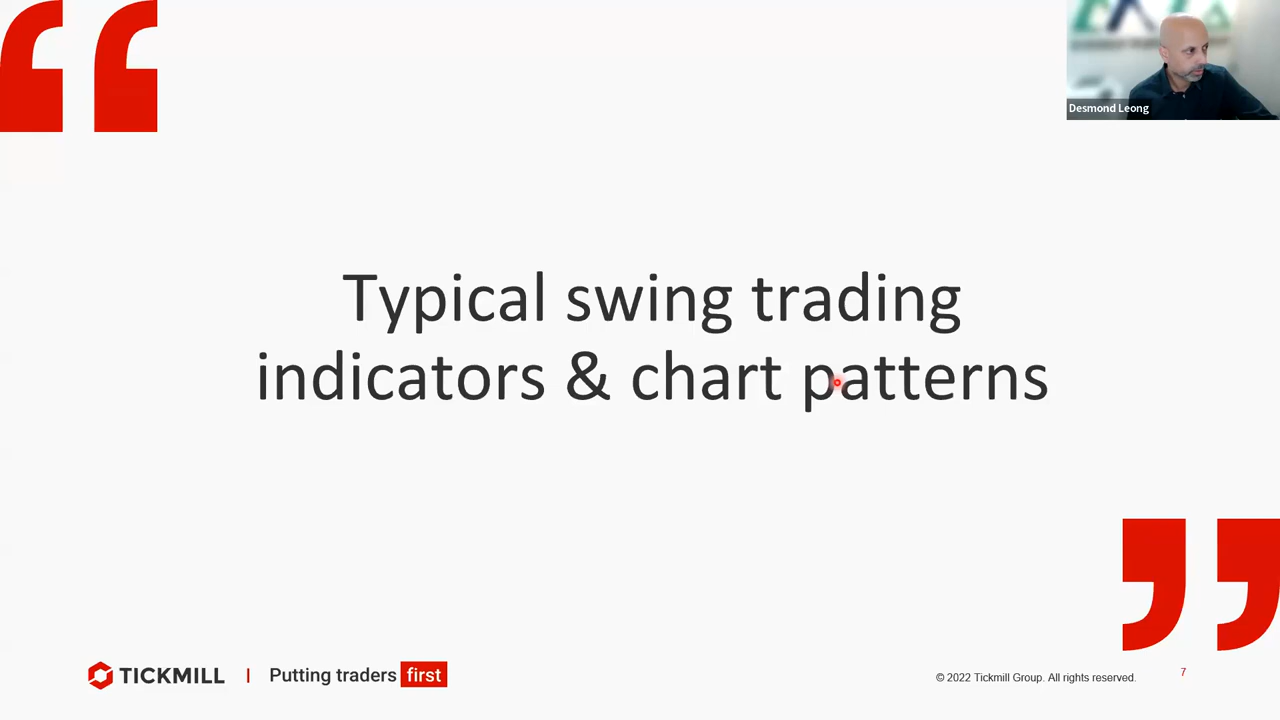 Desmond Leong
Typical swing trading
indicators & chart patterns
TICKMILL | Putting traders first
© 2022 Tickmill Group. All rights reserved.
7